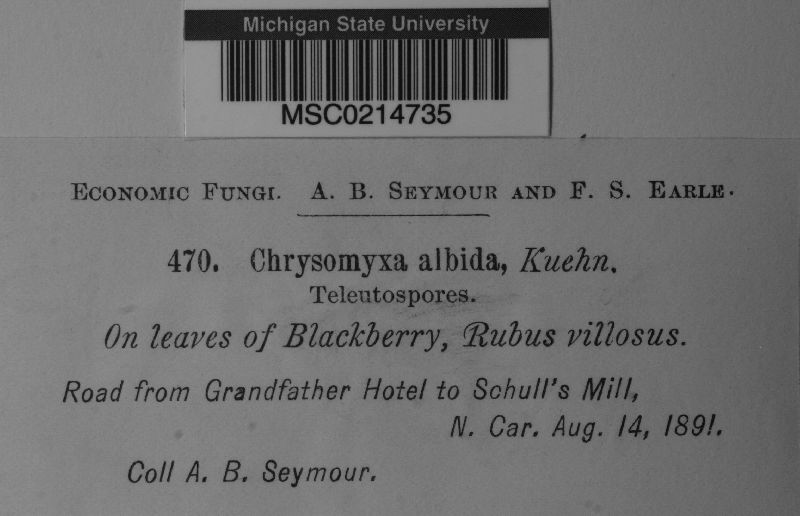 Michigan State University
MSC0214735
Economic Fungi. A. B. Seymour and F. S. Earle.
470. Chrysomyxa albida, Kuehn.
Teleutospores.
On leaves of Blackberry, Rubus villosus.
Road from Grandfather Hotel to Schull's Mill,
N. Car. Aug. 14, 1891.
Coll A. B. Seymour.